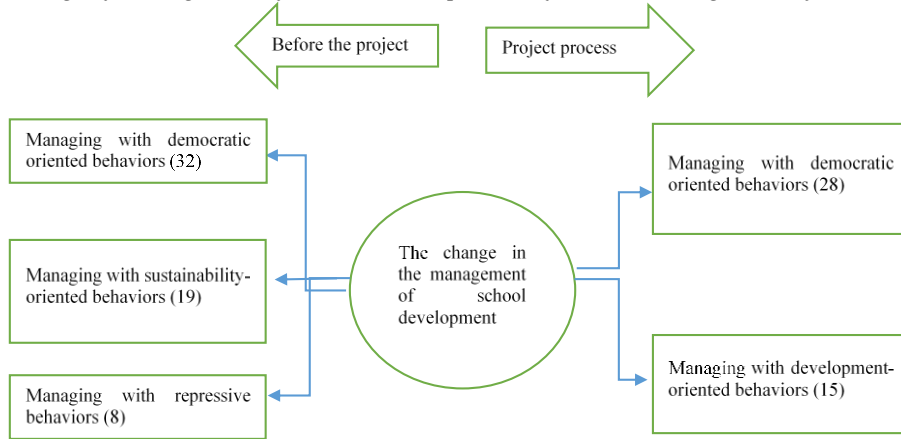 Before the project
Project process
Managing with democratic
oriented behaviors (32)
Managing with sustainability-
oriented behaviors (19)
Managing with repressive
behaviors (8)
The change in
the management
of school
development
Managing with democratic
oriented behaviors (28)
Managing with development-
oriented behaviors (15)